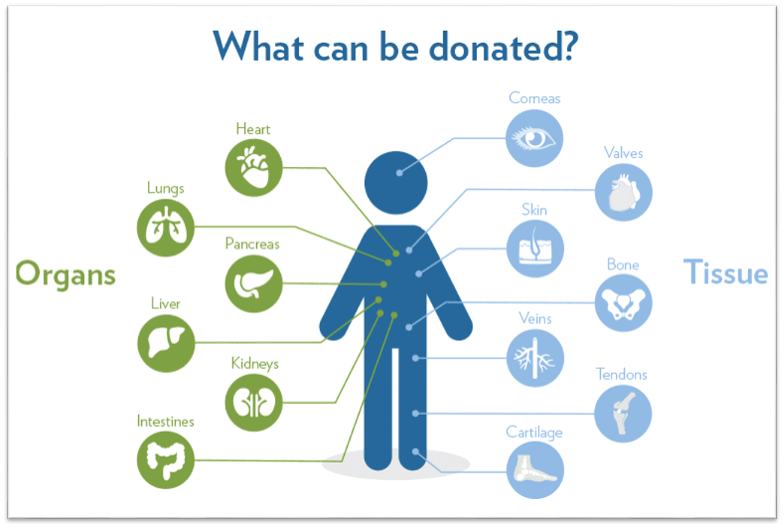 What can be donated?
Organs
Heart
Lungs
Pancreas
Liver
Kidneys
Intestines
Tissue
Corneas
Valves
Skin
Bone
Veins
Tendons
Cartilage